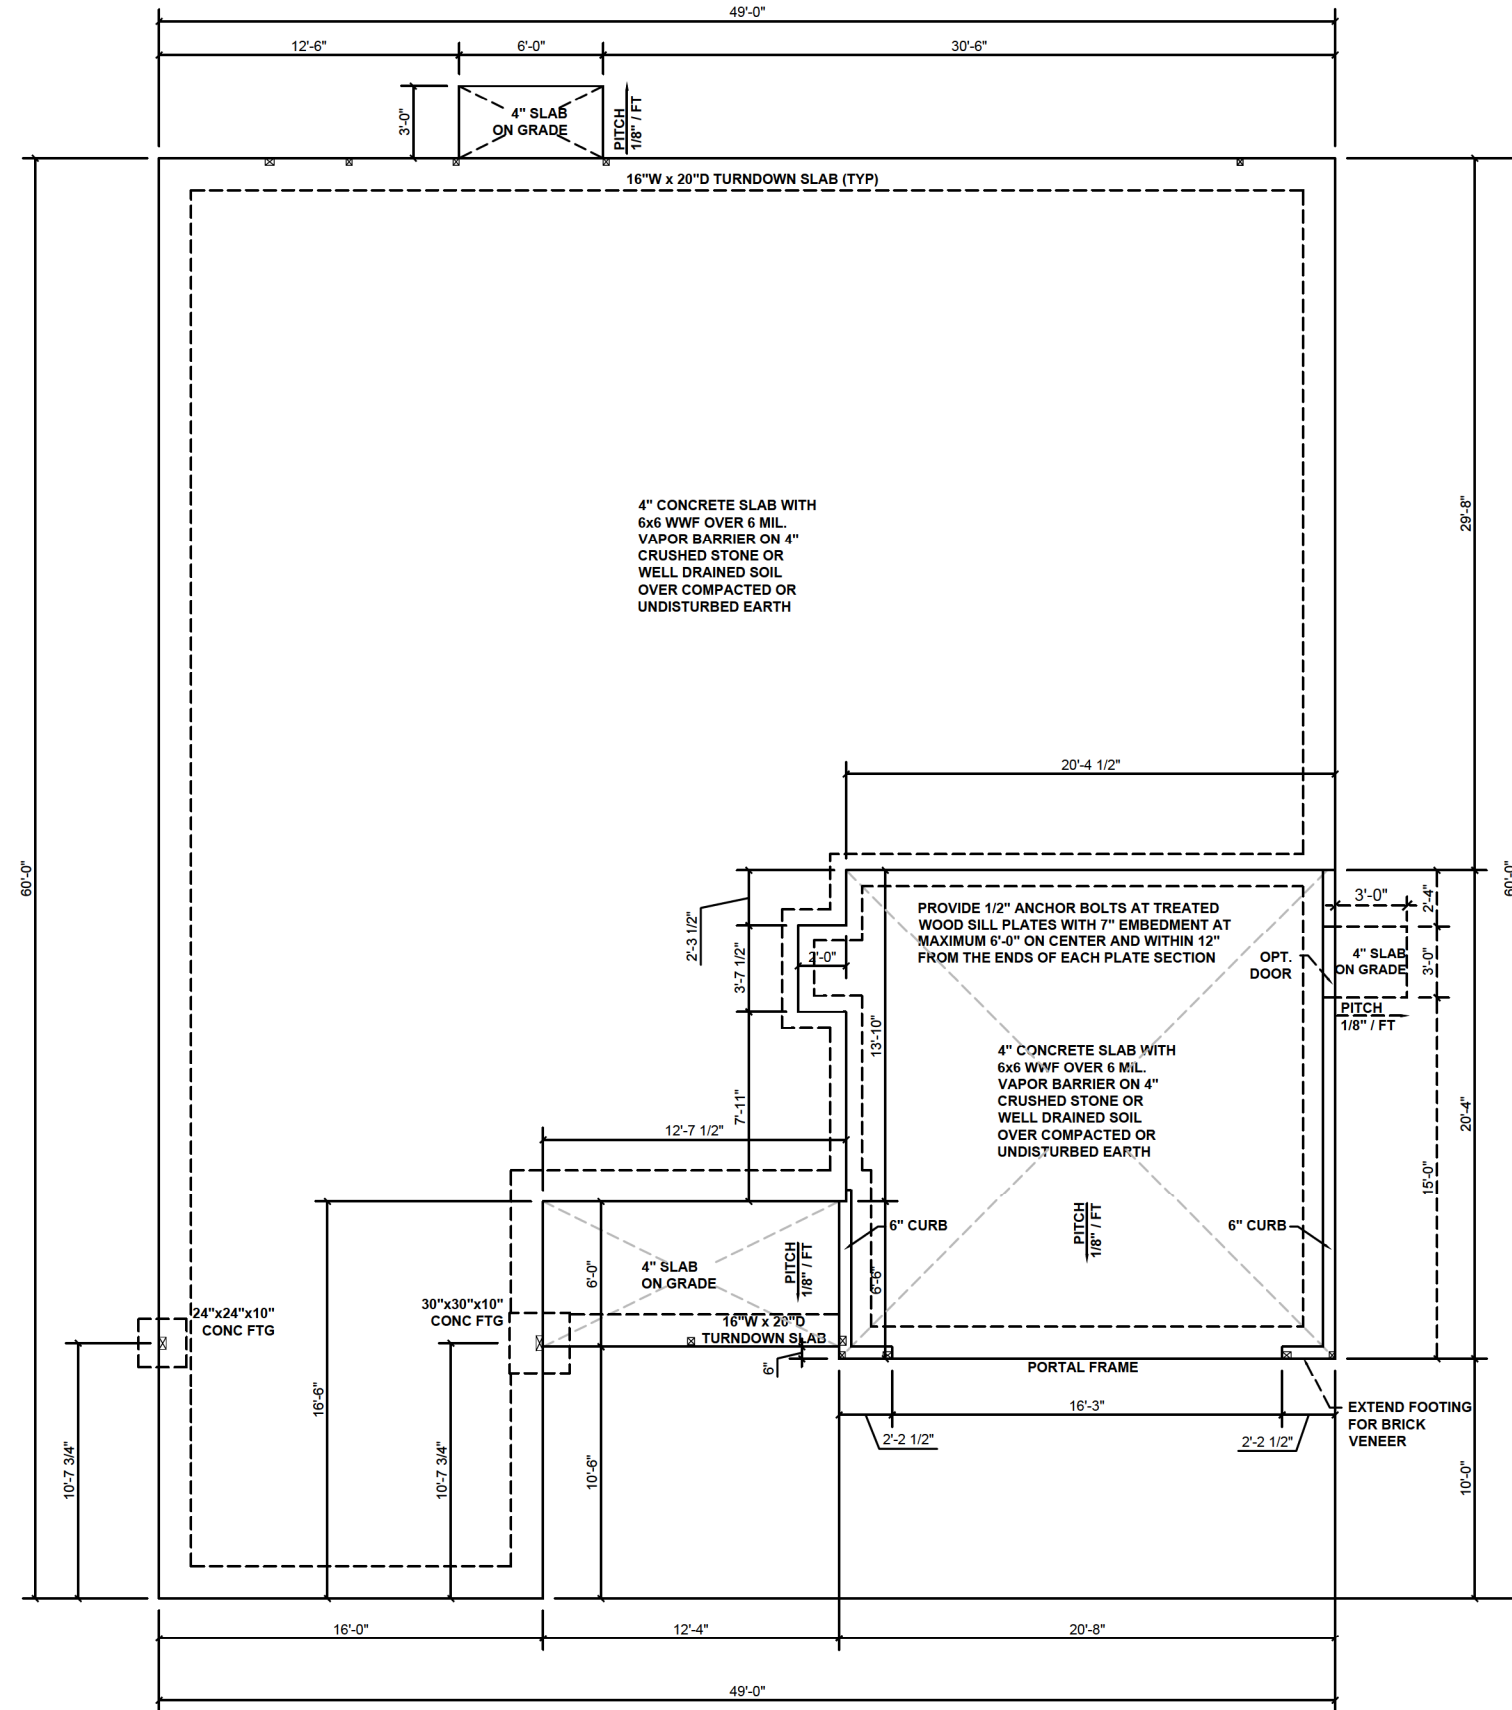 49'-0"
12'-6"
6'-0"
30'-6"
3'-0"
4" SLAB
ON GRADE
PITCH
1/8" / FT
16"W x 20"D TURNDOWN SLAB (TYP)
4" CONCRETE SLAB WITH
6x6 WWF OVER 6 MIL.
VAPOR BARRIER ON 4"
CRUSHED STONE OR
WELL DRAINED SOIL
OVER COMPACTED OR
UNDISTURBED EARTH
29'-8"
60'-0"
60'-0"
20'-4 1/2"
2'-3 1/2"
3'-7 1/2"
2'-0"
7'-11"
13'-10"
PROVIDE 1/2" ANCHOR BOLTS AT TREATED
WOOD SILL PLATES WITH 7" EMBEDMENT AT
MAXIMUM 6'-0" ON CENTER AND WITHIN 12"
FROM THE ENDS OF EACH PLATE SECTION
OPT.
DOOR
3'-0"
2'-4"
4" SLAB
ON GRADE
3'-0"
PITCH
1/8" / FT
4" CONCRETE SLAB WITH
6x6 WWF OVER 6 MIL.
VAPOR BARRIER ON 4"
CRUSHED STONE OR
WELL DRAINED SOIL
OVER COMPACTED OR
UNDISTURBED EARTH
20'-4"
15'-0"
12'-7 1/2"
6" CURB
PITCH
1/8" / FT
6" CURB
4" SLAB
ON GRADE
6'-0"
PITCH
1/8" / FT
6'-6"
24"x24"x10"
CONC FTG
30"x30"x10"
CONC FTG
16"W x 20"D
TURNDOWN SLAB
6"
PORTAL FRAME
16'-3"
2'-2 1/2"
2'-2 1/2"
EXTEND FOOTING
FOR BRICK
VENEER
16'-6"
10'-7 3/4"
10'-7 3/4"
10'-6"
10'-0"
16'-0"
12'-4"
20'-8"
49'-0"